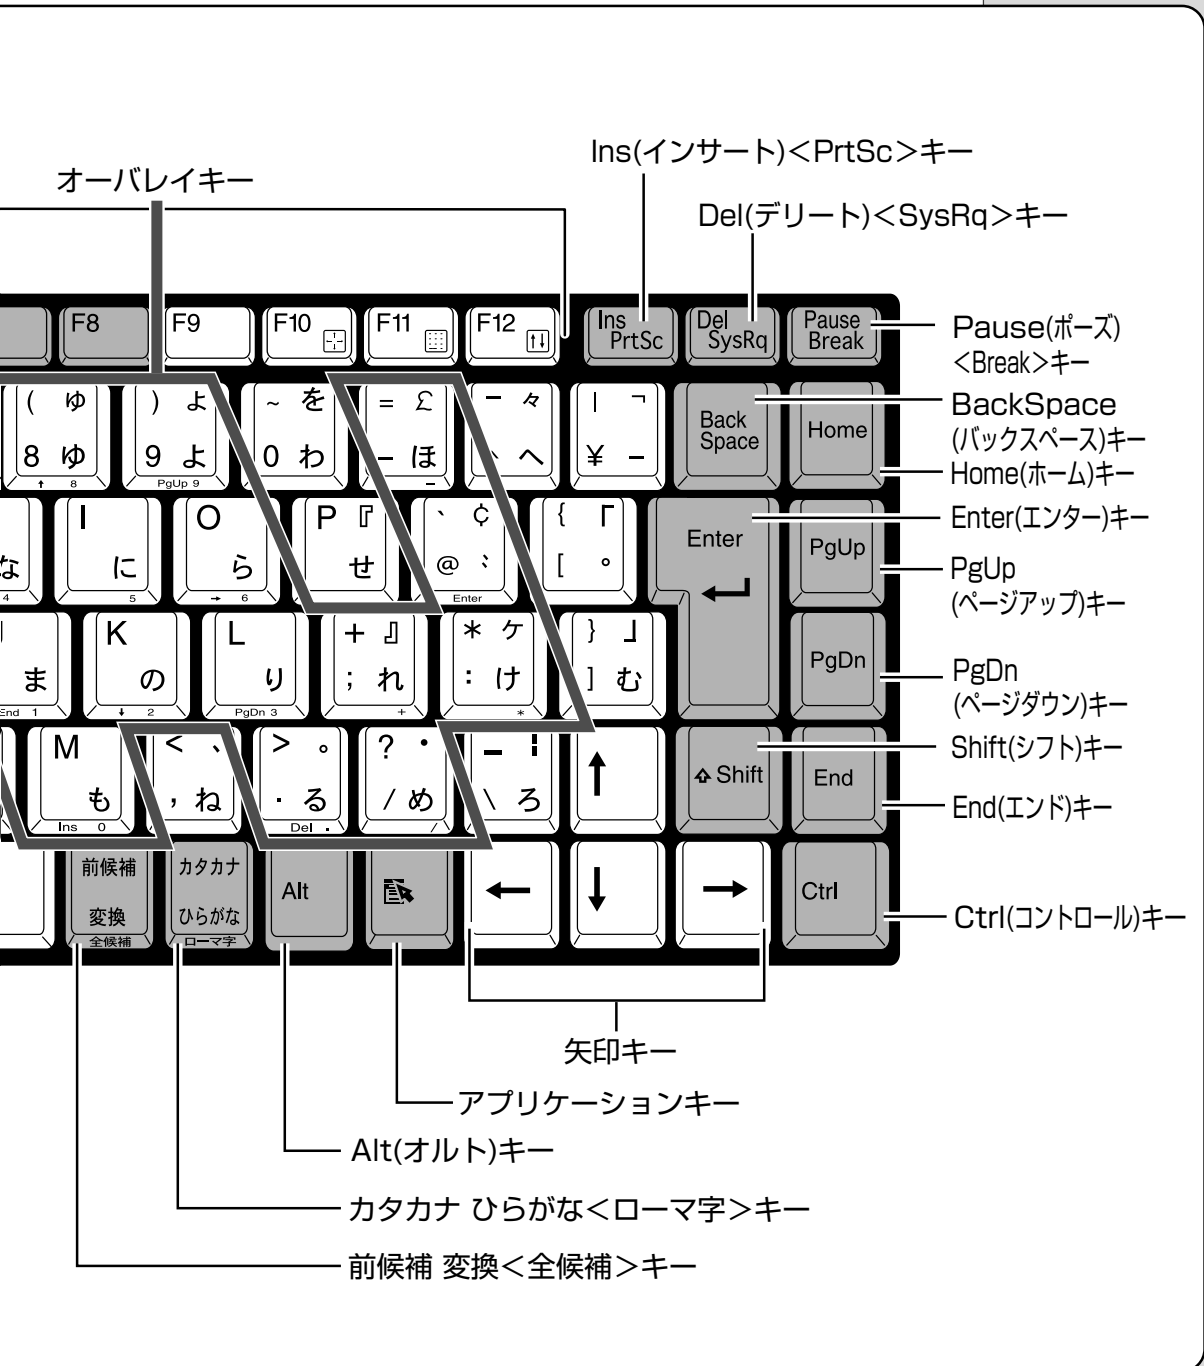 Ins(インサート)＜PrtSc＞キー
オーバレイキー
Del(デリート)＜SysRq＞キー
F8 F9 F10 F11 F12 Ins PrtSc Del SysRq Pause Break
Pause(ポーズ)
＜Break＞キー
( ゆ ) よ ~ を = £ ー 々 | ¬
Back Space Home
8 ゆ 9 よ 0 わ - ほ へ ¥ ー
↑ 8 PgUp 9 -
BackSpace
(バックスペース)キー
Home(ホーム)キー
I O P 『 ` ¢ { 「
Enter PgUp
な に ら せ @ ゛ [ ゜
4 5 → 6 Enter
Enter(エンター)キー
PgUp
(ページアップ)キー
K L + 』 * ケ } 」
PgDn
ま の り ; れ : け ] む
End 1 ↓ 2 PgDn 3 + *
PgDn
(ページダウン)キー
M < 、 > 。 ? ・ _ ! ↑
Shift End
も , ね . る / め \ ろ
Ins 0 Del . /
Shift(シフト)キー
End(エンド)キー
前候補 カタカナ
変換 ひらがな Alt ← ↓ → Ctrl
全候補 ローマ字
Ctrl(コントロール)キー
矢印キー
アプリケーションキー
Alt(オルト)キー
カタカナ ひらがな＜ローマ字＞キー
前候補 変換＜全候補＞キー